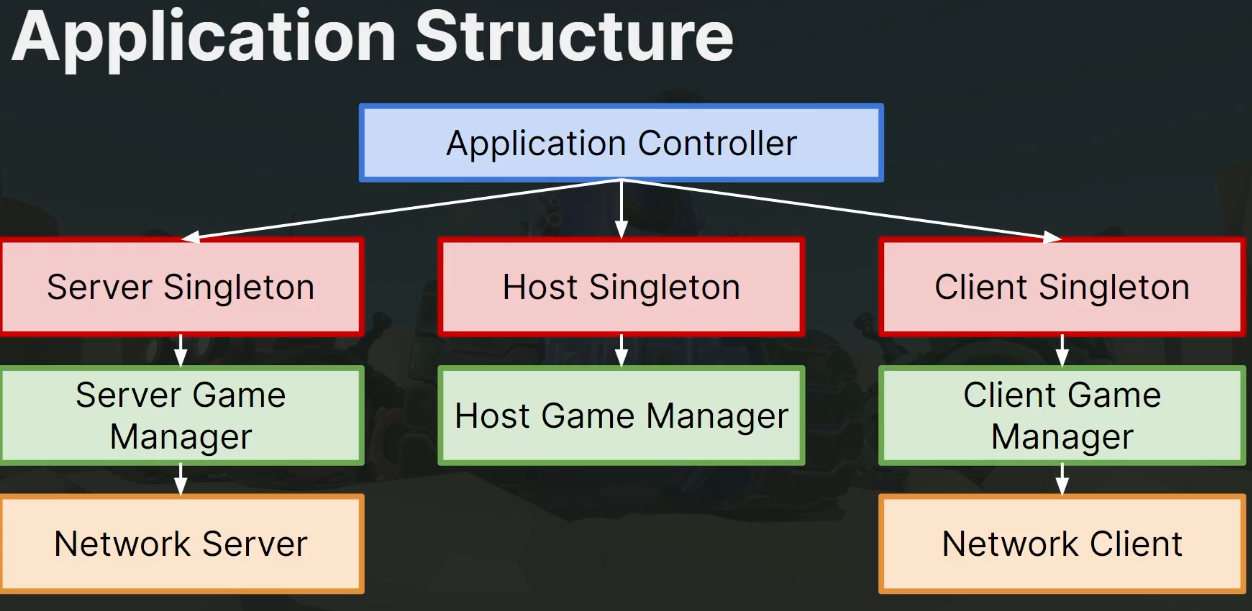 Application Structure
Application Controller
Server Singleton
Host Singleton
Client Singleton
Server Game
Manager
Host Game Manager
Client Game
Manager
Network Server
Network Client